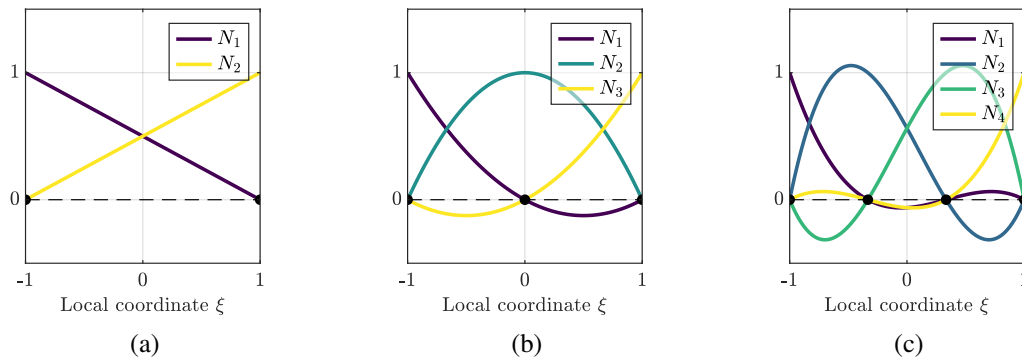 N₁
N₂
1
0
-1 0 1
Local coordinate ξ
(a)
N₁
N₂
N₃
1
0
-1 0 1
Local coordinate ξ
(b)
N₁
N₂
N₃
N₄
1
0
-1 0 1
Local coordinate ξ
(c)